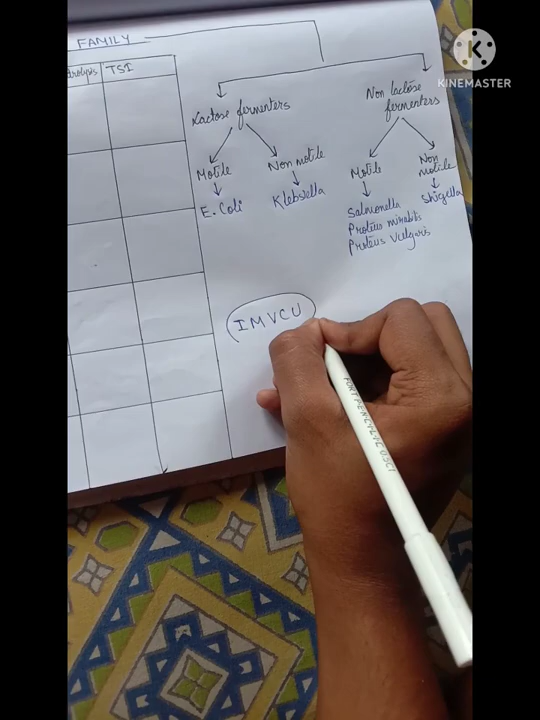 FAMILY
drolysis TSI
KINEMASTER
Lactose fermenters
Non lactose
fermenters
Motile
Non motile
Motile
Non
motile
E. Coli
Klebsiella
Salmonella
Proteus mirabilis
Proteus vulgaris
Shigella
IMVCU